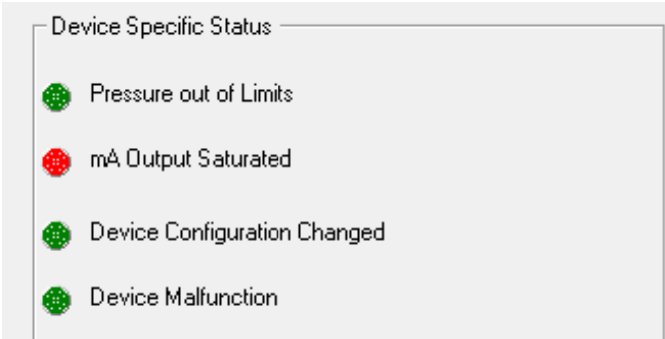 Device Specific Status
Pressure out of Limits
mA Output Saturated
Device Configuration Changed
Device Malfunction